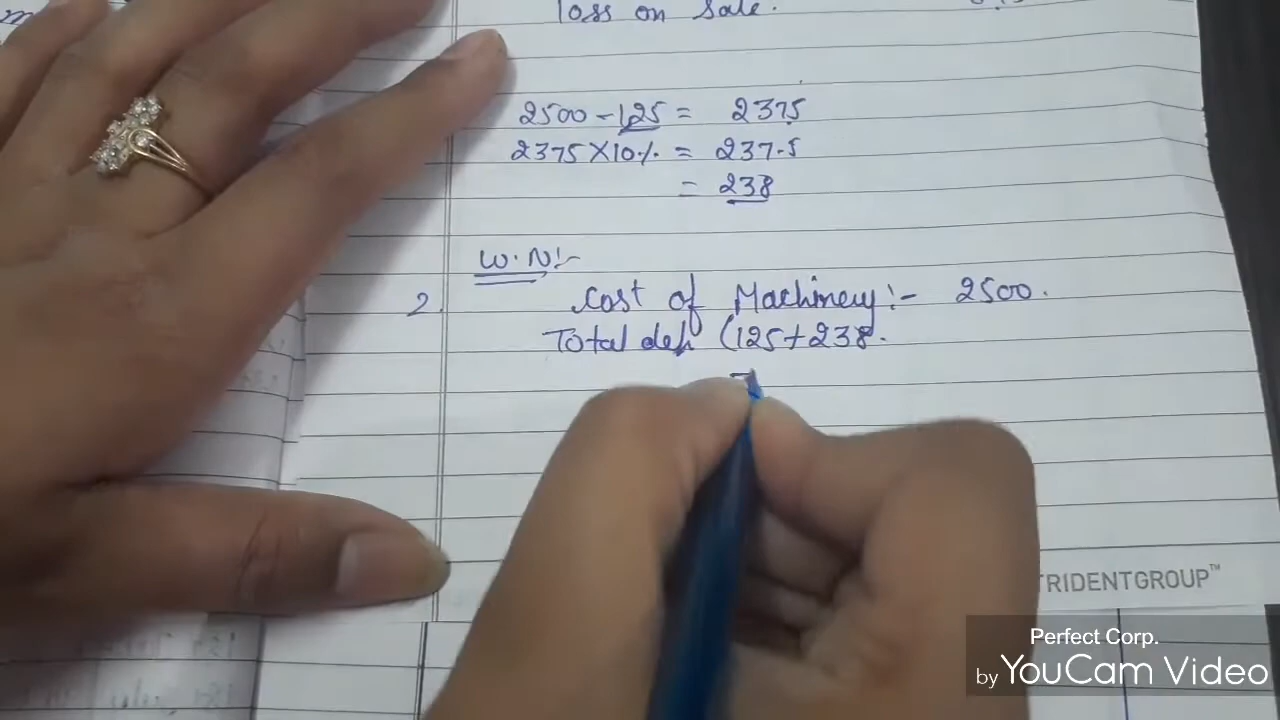 loss on Sale.
2500 - 125 = 2375
2375 X 10% = 237.5
= 238
W.N:-
2. Cost of Machinery:- 2500.
Total dep (125+238.
TRIDENTGROUP™
Perfect Corp.
by YouCam Video